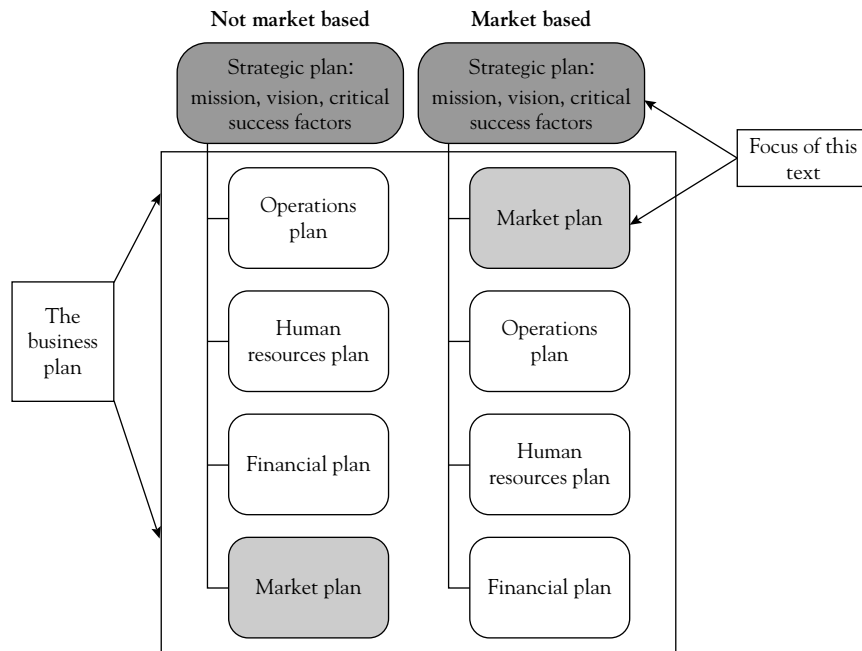 Not market based
Market based
Strategic plan:
mission, vision, critical
success factors
Strategic plan:
mission, vision, critical
success factors
Focus of this
text
Operations
plan
Market plan
The
business
plan
Human
resources plan
Operations
plan
Financial plan
Human
resources plan
Market plan
Financial plan